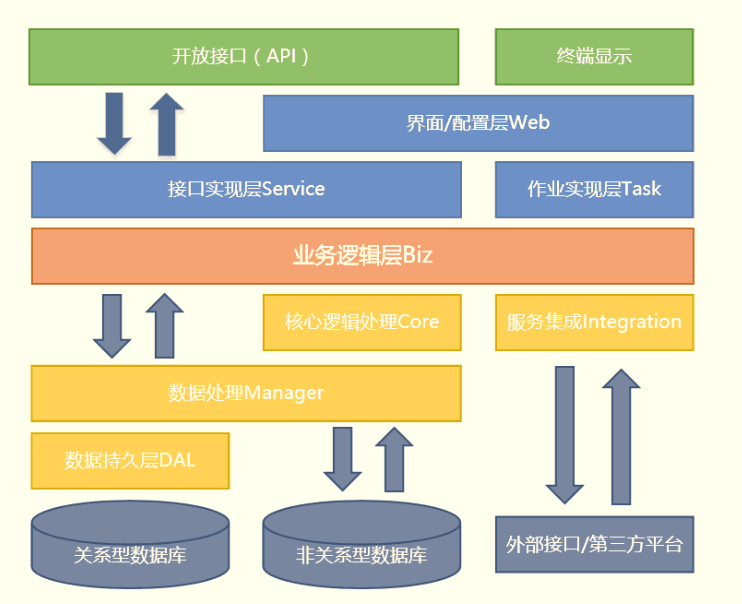 开放接口（API）
终端显示
界面/配置层Web
接口实现层Service
作业实现层Task
业务逻辑层Biz
核心逻辑处理Core
服务集成Integration
数据处理Manager
数据持久层DAL
关系型数据库
非关系型数据库
外部接口/第三方平台